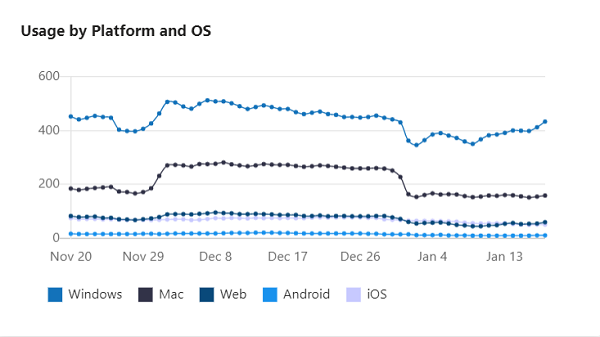 Usage by Platform and OS
600
400
200
0
Nov 20 Nov 29 Dec 8 Dec 17 Dec 26 Jan 4 Jan 13
Windows Mac Web Android iOS